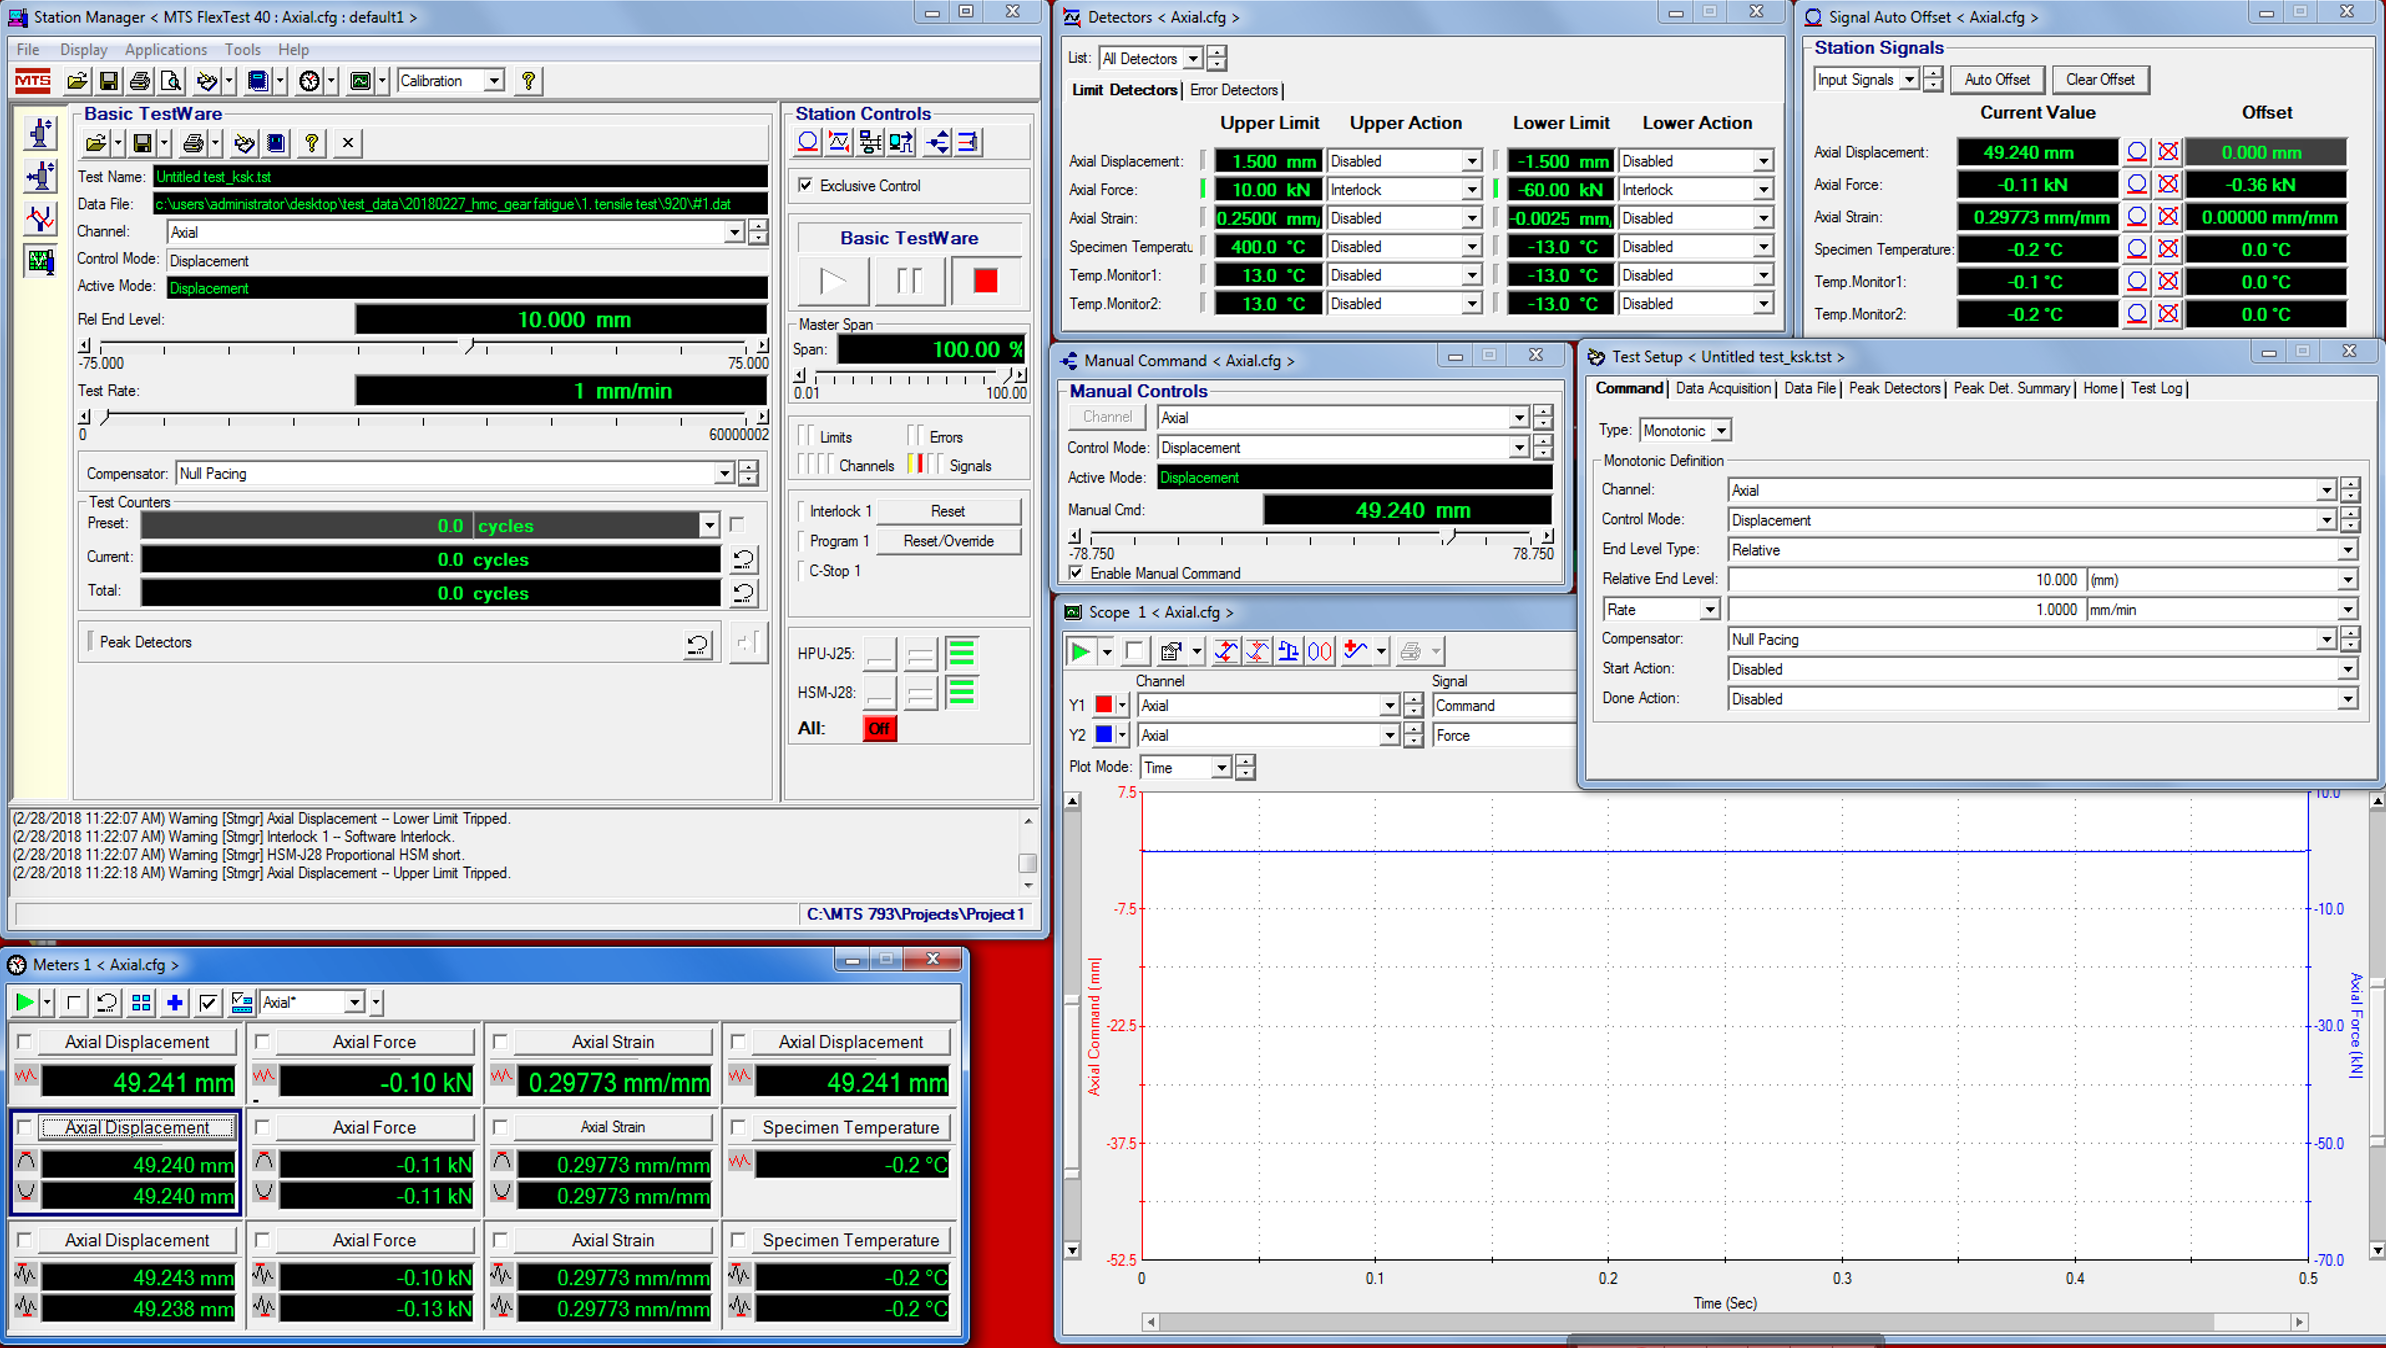 Station Manager < MTS FlexTest 40 : Axial.cfg : default1 >
File Display Applications Tools Help
MTS
Calibration
Basic TestWare
Test Name: Untitled test_ksk.tst
Data File: c:\users\administrator\desktop\test_data\20180227_hmc_gear fatigue\1. tensile test\920\#1.dat
Channel: Axial
Control Mode: Displacement
Active Mode: Displacement
Rel End Level: 10.000 mm
-75.000 75.000
Test Rate: 1 mm/min
0 60000002
Compensator: Null Pacing
Test Counters
Preset: 0.0 cycles
Current: 0.0 cycles
Total: 0.0 cycles
Peak Detectors
Station Controls
Exclusive Control
Basic TestWare
Master Span
Span: 100.00 %
0.01 100.00
Limits Errors
Channels Signals
Interlock 1 Reset
Program 1 Reset/Override
C-Stop 1
HPU-J25:
HSM-J28:
All: Off
(2/28/2018 11:22:07 AM) Warning [Stmgr] Axial Displacement -- Lower Limit Tripped.
(2/28/2018 11:22:07 AM) Warning [Stmgr] Interlock 1 -- Software Interlock.
(2/28/2018 11:22:07 AM) Warning [Stmgr] HSM-J28 Proportional HSM short.
(2/28/2018 11:22:18 AM) Warning [Stmgr] Axial Displacement -- Upper Limit Tripped.
C:\MTS 793\Projects\Project1
Detectors < Axial.cfg >
List: All Detectors
Limit Detectors Error Detectors
Upper Limit Upper Action Lower Limit Lower Action
Axial Displacement: 1.500 mm Disabled -1.500 mm Disabled
Axial Force: 10.00 kN Interlock -60.00 kN Interlock
Axial Strain: 0.2500( mm/ Disabled -0.0025 mm/ Disabled
Specimen Temperatu 400.0 °C Disabled -13.0 °C Disabled
Temp.Monitor1: 13.0 °C Disabled -13.0 °C Disabled
Temp.Monitor2: 13.0 °C Disabled -13.0 °C Disabled
Signal Auto Offset < Axial.cfg >
Station Signals
Input Signals Auto Offset Clear Offset
Current Value Offset
Axial Displacement: 49.240 mm 0.000 mm
Axial Force: -0.11 kN -0.36 kN
Axial Strain: 0.29773 mm/mm 0.00000 mm/mm
Specimen Temperature: -0.2 °C 0.0 °C
Temp.Monitor1: -0.1 °C 0.0 °C
Temp.Monitor2: -0.2 °C 0.0 °C
Manual Command < Axial.cfg >
Manual Controls
Channel Axial
Control Mode: Displacement
Active Mode: Displacement
Manual Cmd: 49.240 mm
-78.750 78.750
Enable Manual Command
Test Setup < Untitled test_ksk.tst >
Command Data Acquisition Data File Peak Detectors Peak Det. Summary Home Test Log
Type: Monotonic
Monotonic Definition
Channel: Axial
Control Mode: Displacement
End Level Type: Relative
Relative End Level: 10.000 (mm)
Rate 1.0000 mm/min
Compensator: Null Pacing
Start Action: Disabled
Done Action: Disabled
Scope 1 < Axial.cfg >
Channel Signal
Y1 Axial Command
Y2 Axial Force
Plot Mode: Time
7.5
-7.5
-22.5
-37.5
-52.5
Axial Command (mm)
10.0
-10.0
-30.0
-50.0
-70.0
Axial Force (kN)
0 0.1 0.2 0.3 0.4 0.5
Time (Sec)
Meters 1 < Axial.cfg >
Axial*
Axial Displacement Axial Force Axial Strain Axial Displacement
49.241 mm -0.10 kN 0.29773 mm/mm 49.241 mm
Axial Displacement Axial Force Axial Strain Specimen Temperature
49.240 mm -0.11 kN 0.29773 mm/mm -0.2 °C
49.240 mm -0.11 kN 0.29773 mm/mm
Axial Displacement Axial Force Axial Strain Specimen Temperature
49.243 mm -0.10 kN 0.29773 mm/mm -0.2 °C
49.238 mm -0.13 kN 0.29773 mm/mm -0.2 °C